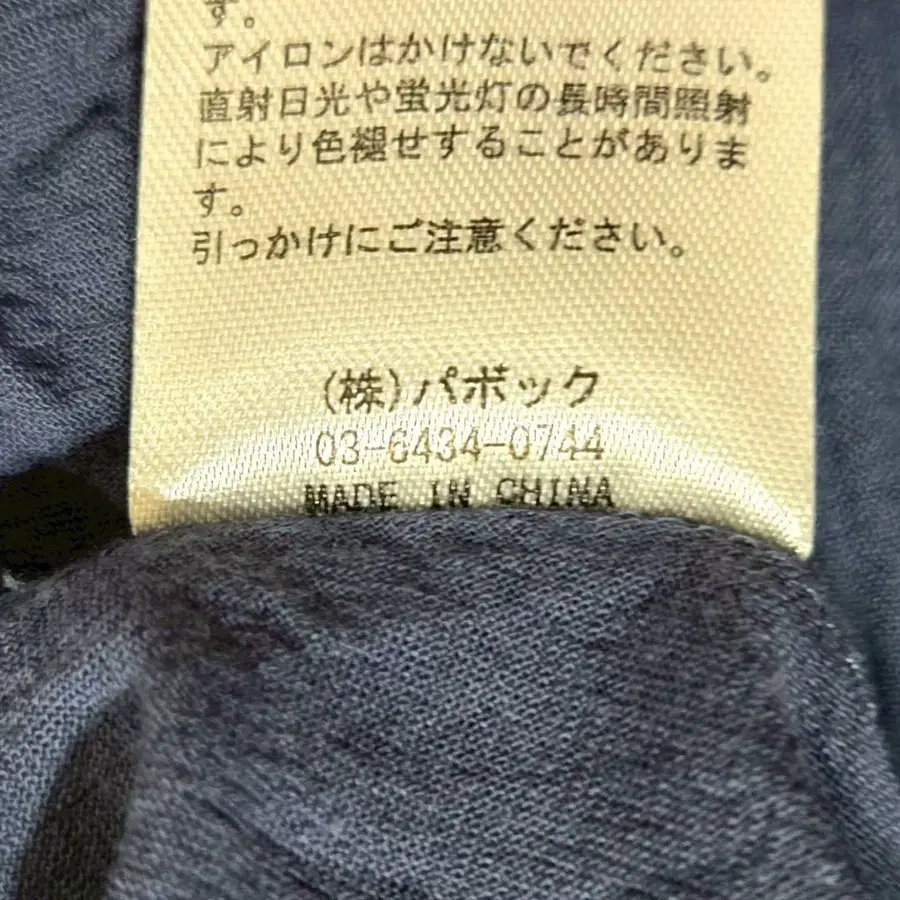 す。
アイロンはかけないでください。
直射日光や蛍光灯の長時間照射
により色褪せすることがありま
す。
引っかけにご注意ください。
(株)パボック
03-6434-0744
MADE IN CHINA